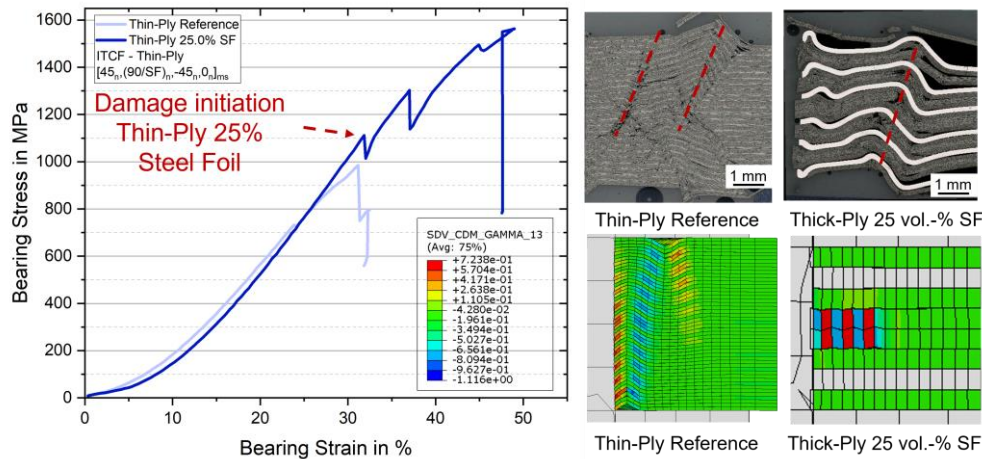 Thin-Ply Reference
Thin-Ply 25.0% SF
ITCF - Thin-Ply
[45n,(90/SF)n,-45n,0n]ms
Damage initiation
Thin-Ply 25%
Steel Foil
Bearing Stress in MPa
1600
1400
1200
1000
800
600
400
200
0
0
10
20
30
40
50
Bearing Strain in %
SDV_CDM_GAMMA_13
(Avg: 75%)
+7.238e-01
+5.704e-01
+4.171e-01
+2.638e-01
+1.105e-01
-4.280e-02
-1.961e-01
-3.494e-01
-5.027e-01
-6.561e-01
-8.094e-01
-9.627e-01
-1.116e+00
1 mm
1 mm
Thin-Ply Reference
Thick-Ply 25 vol.-% SF
Thin-Ply Reference
Thick-Ply 25 vol.-% SF